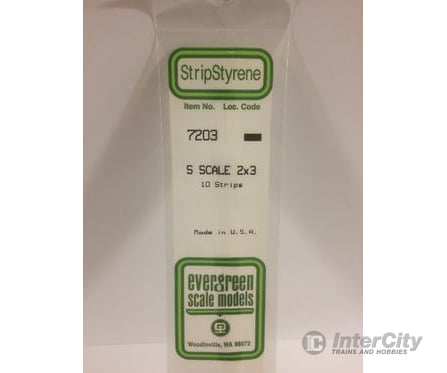 StripStyrene
Item No. Loc. Code
7203
S SCALE 2x3
10 Strips
Made in U.S.A.
evergreen
scale models
Woodinville, WA 98072
InterCity
TRAINS AND HOBBIES